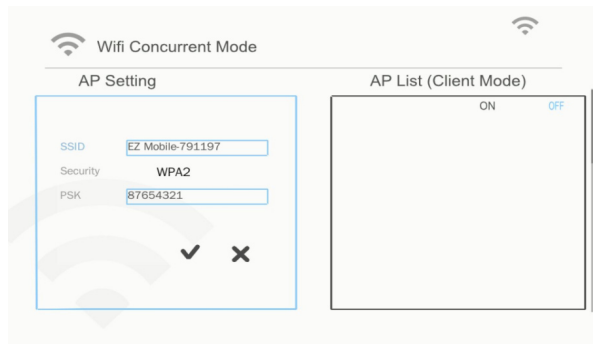 Wifi Concurrent Mode
AP Setting
SSID EZ Mobile-791197
Security WPA2
PSK 87654321
AP List (Client Mode)
ON OFF